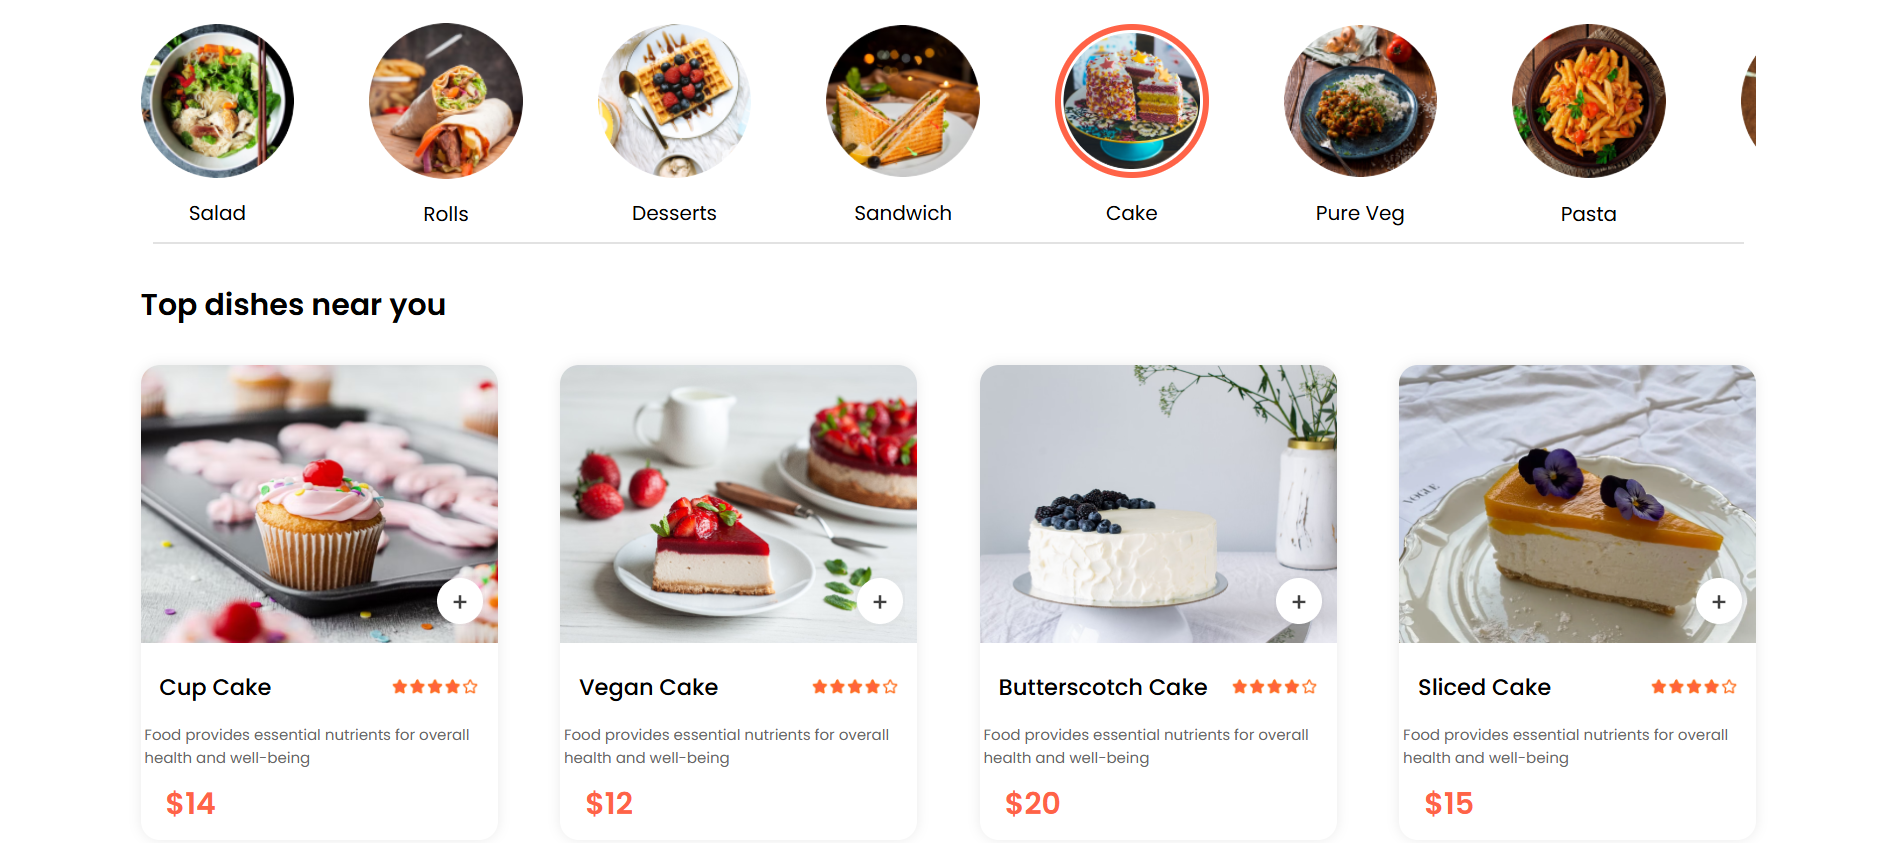 Salad
Rolls
Desserts
Sandwich
Cake
Pure Veg
Pasta
Top dishes near you
VOGUE
Cup Cake
Food provides essential nutrients for overall
health and well-being
$14
Vegan Cake
Food provides essential nutrients for overall
health and well-being
$12
Butterscotch Cake
Food provides essential nutrients for overall
health and well-being
$20
Sliced Cake
Food provides essential nutrients for overall
health and well-being
$15